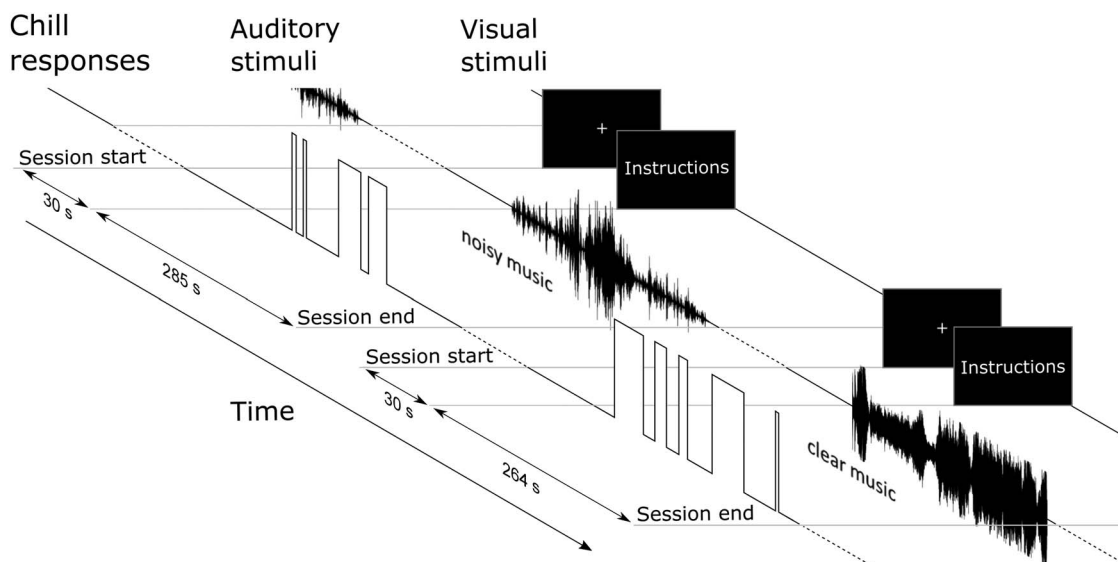 Chill
responses
Auditory
stimuli
Visual
stimuli
+
Instructions
Session start
30 s
noisy music
285 s
Session end
+
Session start
Instructions
30 s
Time
clear music
264 s
Session end